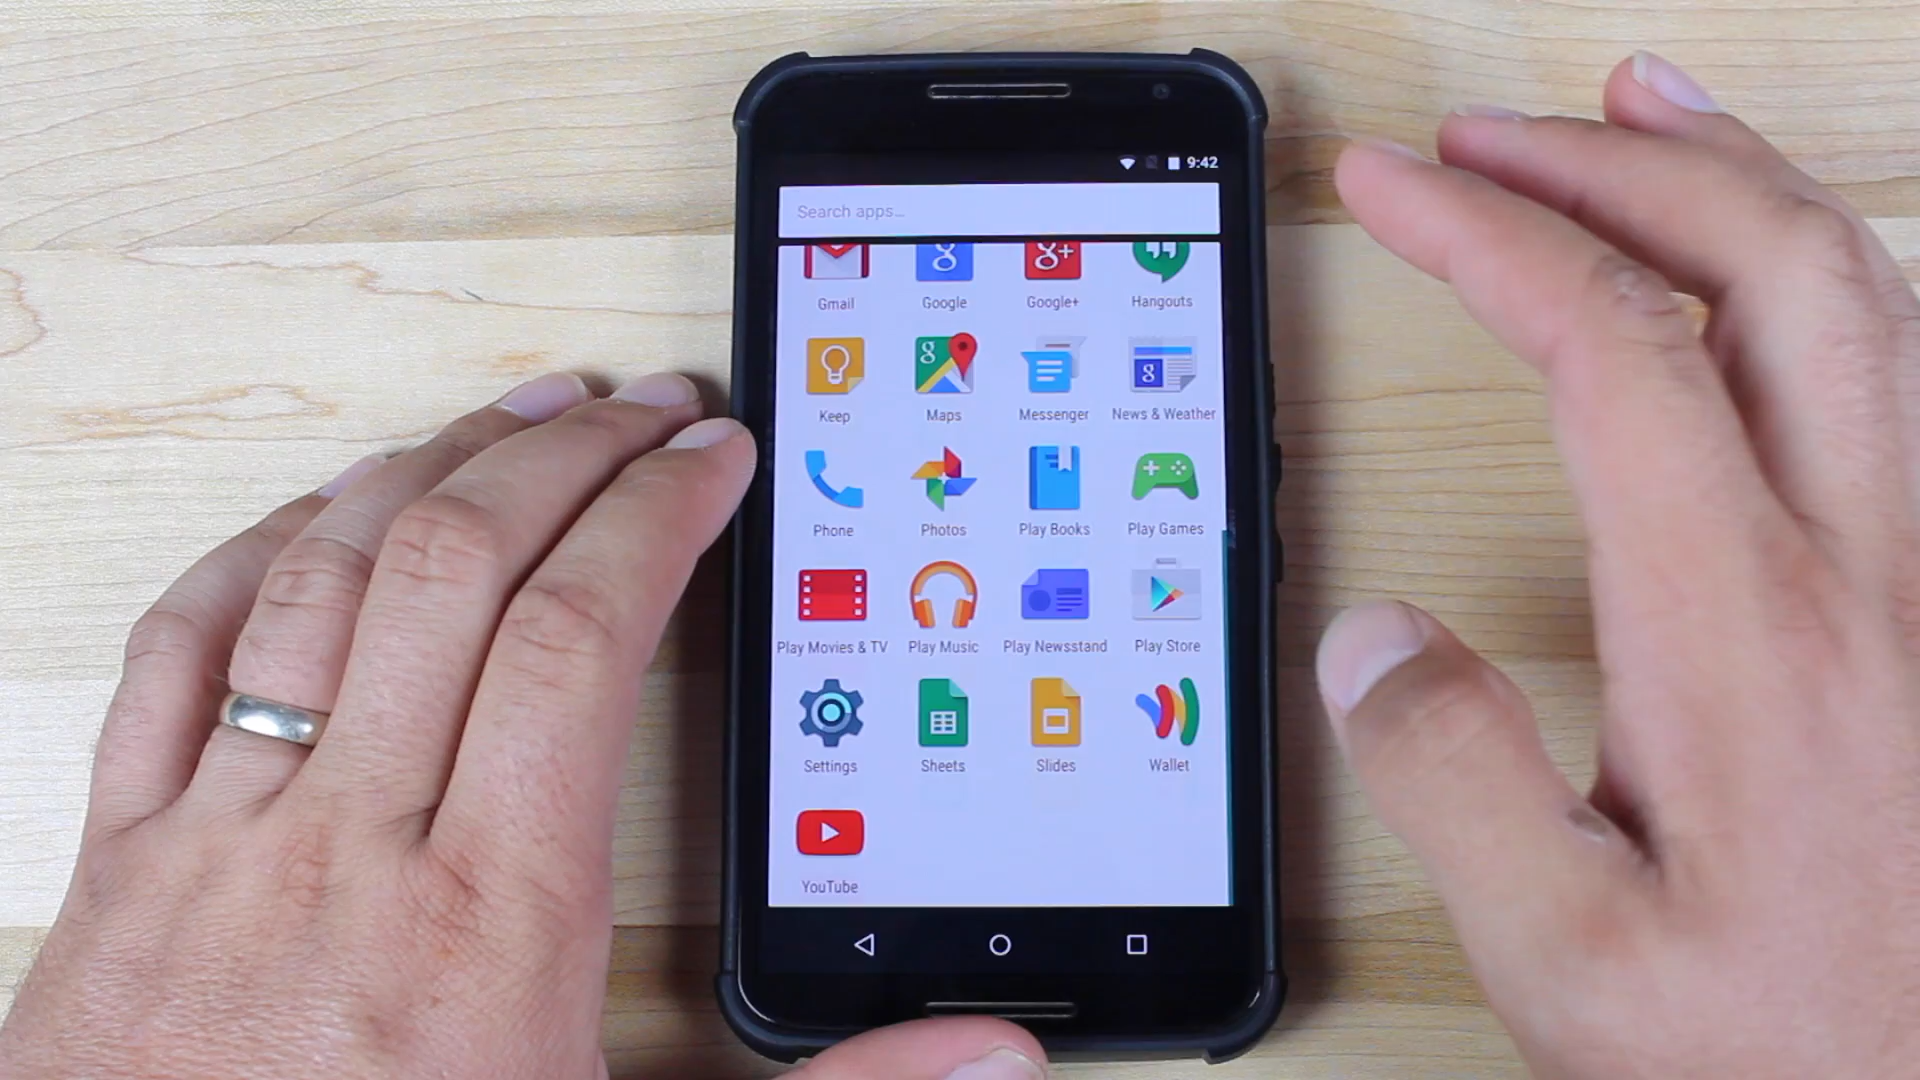 9:42
Search apps...
Gmail Google Google+ Hangouts
Keep Maps Messenger News & Weather
Phone Photos Play Books Play Games
Play Movies & TV Play Music Play Newsstand Play Store
Settings Sheets Slides Wallet
YouTube